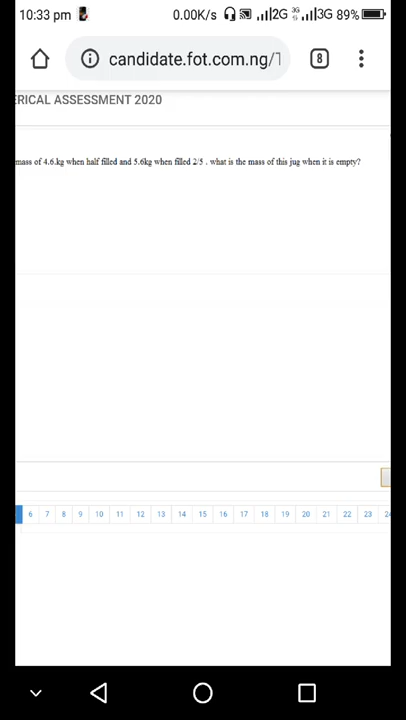 10:33 pm 0.00K/s 2G 3G 3G 89%
candidate.fot.com.ng/1 8
ERICAL ASSESSMENT 2020
mass of 4.6.kg when half filled and 5.6kg when filled 2/5 . what is the mass of this jug when it is empty?
6 7 8 9 10 11 12 13 14 15 16 17 18 19 20 21 22 23 24